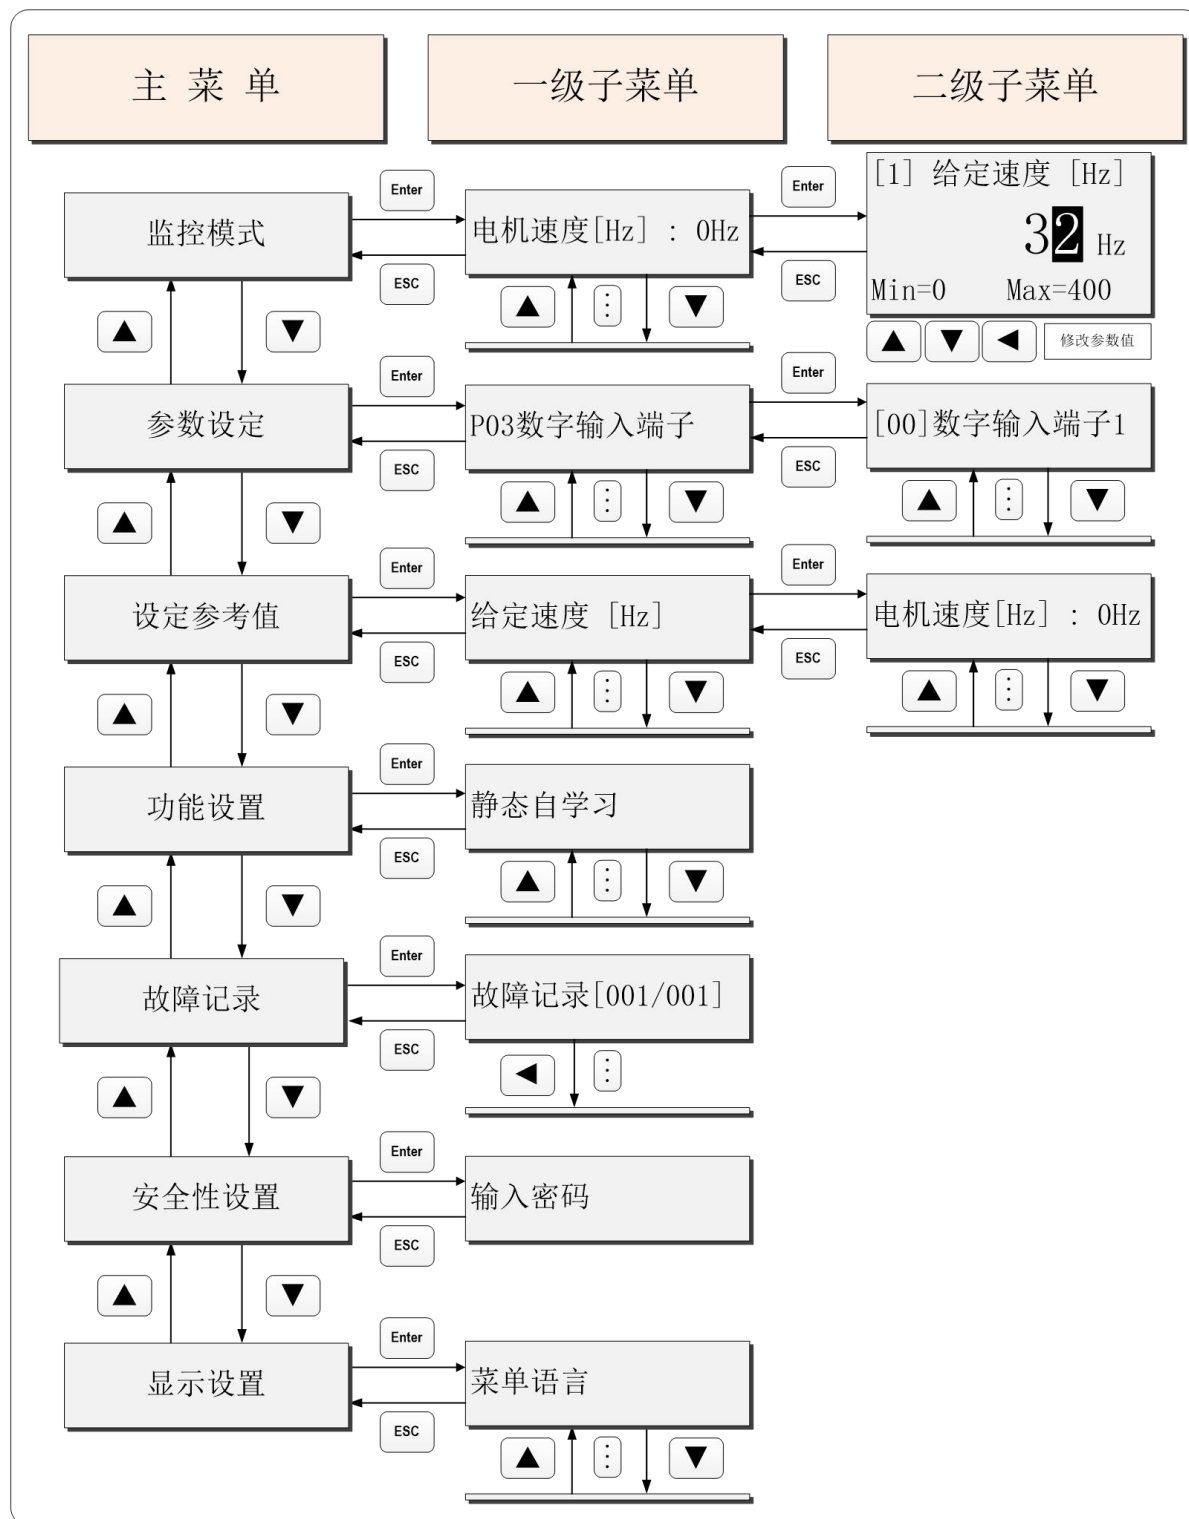 主 菜 单
一级子菜单
二级子菜单
监控模式
Enter
ESC
电机速度[Hz] : 0Hz
Enter
ESC
[1] 给定速度 [Hz]
32 Hz
Min=0 Max=400
修改参数值
参数设定
Enter
ESC
P03数字输入端子
Enter
ESC
[00]数字输入端子1
设定参考值
Enter
ESC
给定速度 [Hz]
Enter
ESC
电机速度[Hz] : 0Hz
功能设置
Enter
ESC
静态自学习
故障记录
Enter
ESC
故障记录[001/001]
安全性设置
Enter
ESC
输入密码
显示设置
Enter
ESC
菜单语言